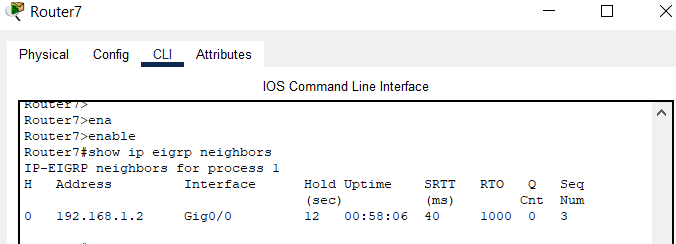 Router7
Physical Config CLI Attributes
IOS Command Line Interface
Router7>
Router7>ena
Router7>enable
Router7#show ip eigrp neighbors
IP-EIGRP neighbors for process 1
H Address Interface Hold Uptime SRTT RTO Q Seq
(sec) (ms) Cnt Num
0 192.168.1.2 Gig0/0 12 00:58:06 40 1000 0 3